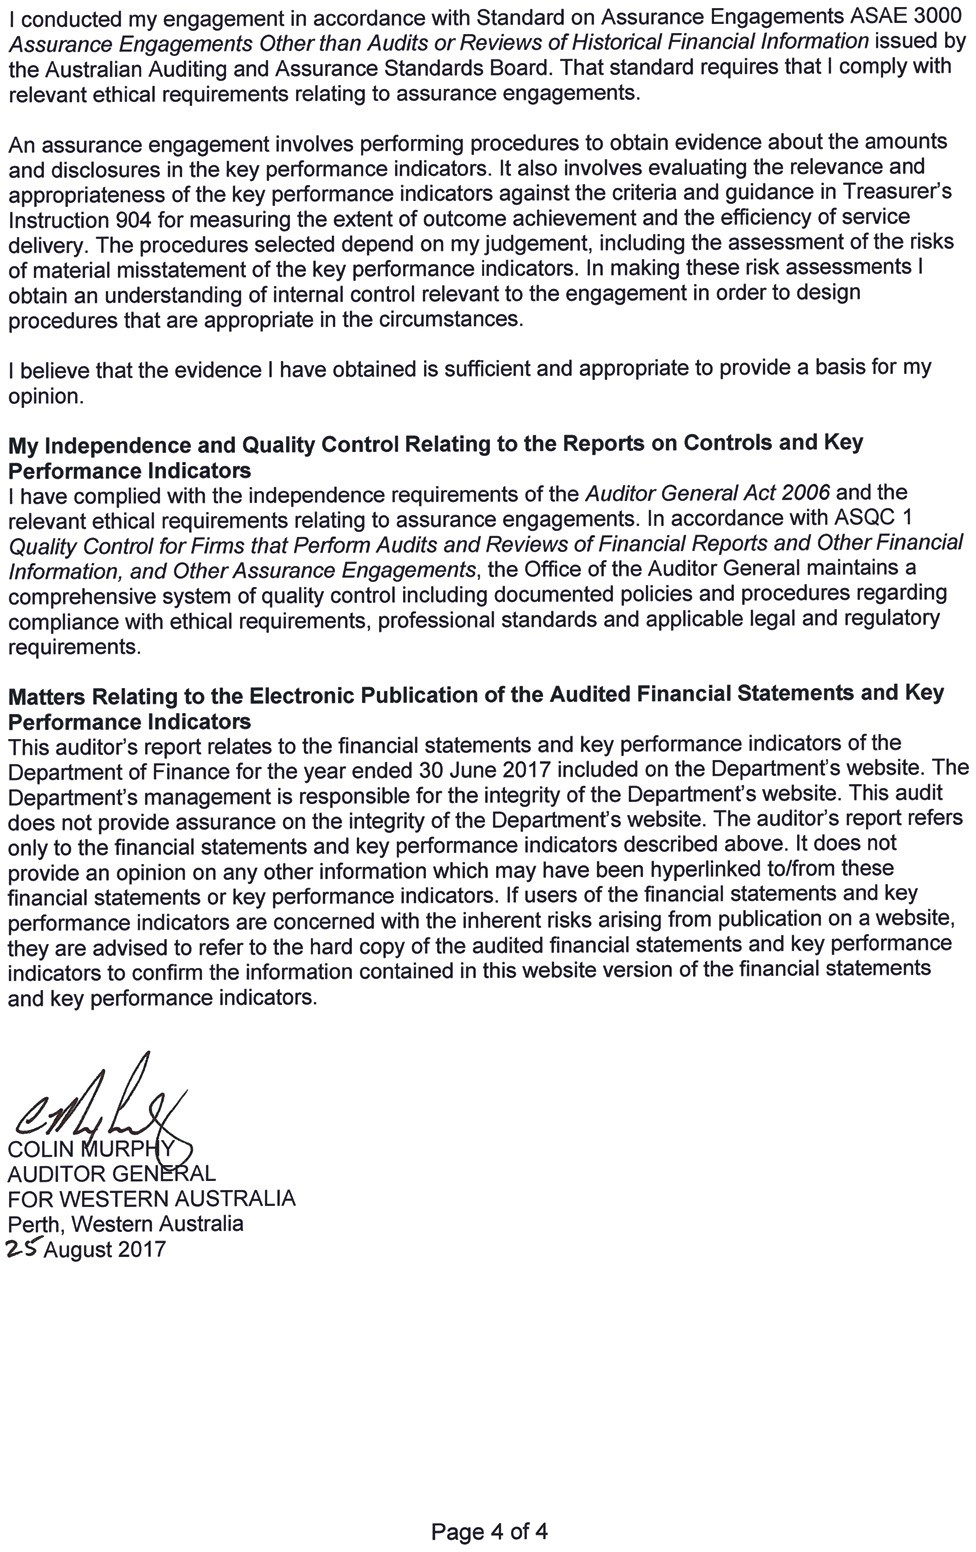 I conducted my engagement in accordance with Standard on Assurance Engagements ASAE 3000
Assurance Engagements Other than Audits or Reviews of Historical Financial Information issued by
the Australian Auditing and Assurance Standards Board. That standard requires that I comply with
relevant ethical requirements relating to assurance engagements.
An assurance engagement involves performing procedures to obtain evidence about the amounts
and disclosures in the key performance indicators. It also involves evaluating the relevance and
appropriateness of the key performance indicators against the criteria and guidance in Treasurer's
Instruction 904 for measuring the extent of outcome achievement and the efficiency of service
delivery. The procedures selected depend on my judgement, including the assessment of the risks
of material misstatement of the key performance indicators. In making these risk assessments I
obtain an understanding of internal control relevant to the engagement in order to design
procedures that are appropriate in the circumstances.
I believe that the evidence I have obtained is sufficient and appropriate to provide a basis for my
opinion.
My Independence and Quality Control Relating to the Reports on Controls and Key
Performance Indicators
I have complied with the independence requirements of the Auditor General Act 2006 and the
relevant ethical requirements relating to assurance engagements. In accordance with ASQC 1
Quality Control for Firms that Perform Audits and Reviews of Financial Reports and Other Financial
Information, and Other Assurance Engagements, the Office of the Auditor General maintains a
comprehensive system of quality control including documented policies and procedures regarding
compliance with ethical requirements, professional standards and applicable legal and regulatory
requirements.
Matters Relating to the Electronic Publication of the Audited Financial Statements and Key
Performance Indicators
This auditor's report relates to the financial statements and key performance indicators of the
Department of Finance for the year ended 30 June 2017 included on the Department's website. The
Department's management is responsible for the integrity of the Department's website. This audit
does not provide assurance on the integrity of the Department's website. The auditor's report refers
only to the financial statements and key performance indicators described above. It does not
provide an opinion on any other information which may have been hyperlinked to/from these
financial statements or key performance indicators. If users of the financial statements and key
performance indicators are concerned with the inherent risks arising from publication on a website,
they are advised to refer to the hard copy of the audited financial statements and key performance
indicators to confirm the information contained in this website version of the financial statements
and key performance indicators.
COLIN MURPHY
AUDITOR GENERAL
FOR WESTERN AUSTRALIA
Perth, Western Australia
25 August 2017
Page 4 of 4